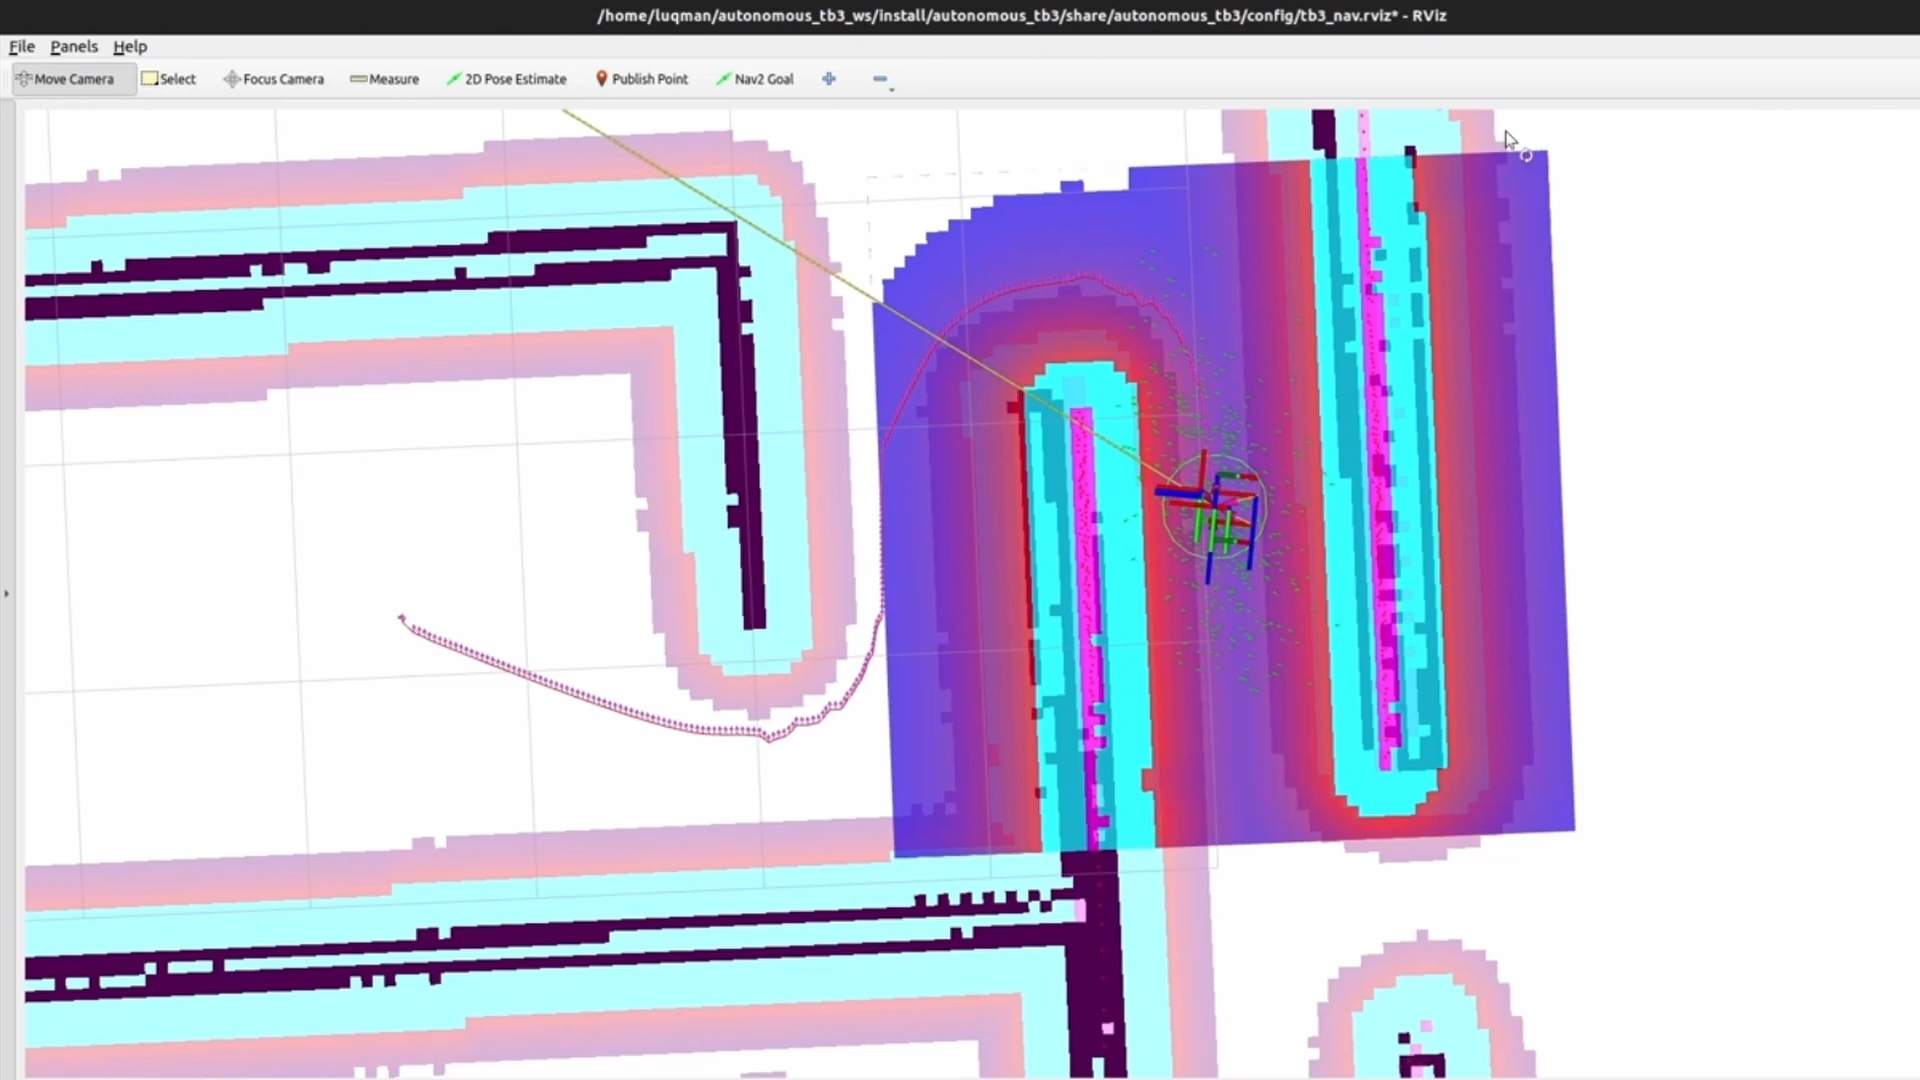 /home/luqman/autonomous_tb3_ws/install/autonomous_tb3/share/autonomous_tb3/config/tb3_nav.rviz* - RViz
File Panels Help
Move Camera Select Focus Camera Measure 2D Pose Estimate Publish Point Nav2 Goal